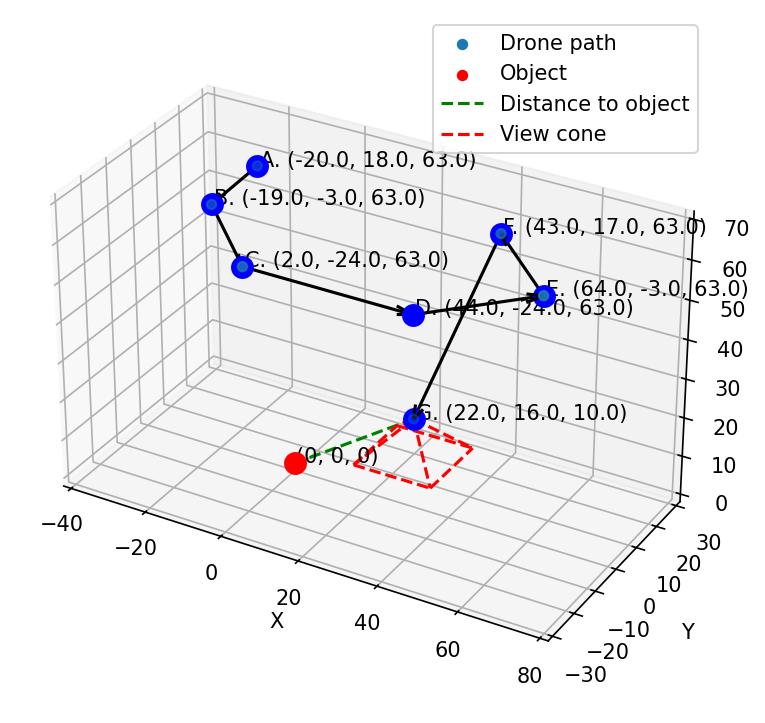 Drone path
Object
Distance to object
View cone
A. (-20.0, 18.0, 63.0)
B. (-19.0, -3.0, 63.0)
C. (2.0, -24.0, 63.0)
D. (44.0, -24.0, 63.0)
E. (64.0, -3.0, 63.0)
F. (43.0, 17.0, 63.0)
G. (22.0, 16.0, 10.0)
(0, 0, 0)
−40
−20
0
20
40
60
80
X
−30
−20
−10
0
10
20
30
Y
0
10
20
30
40
50
60
70